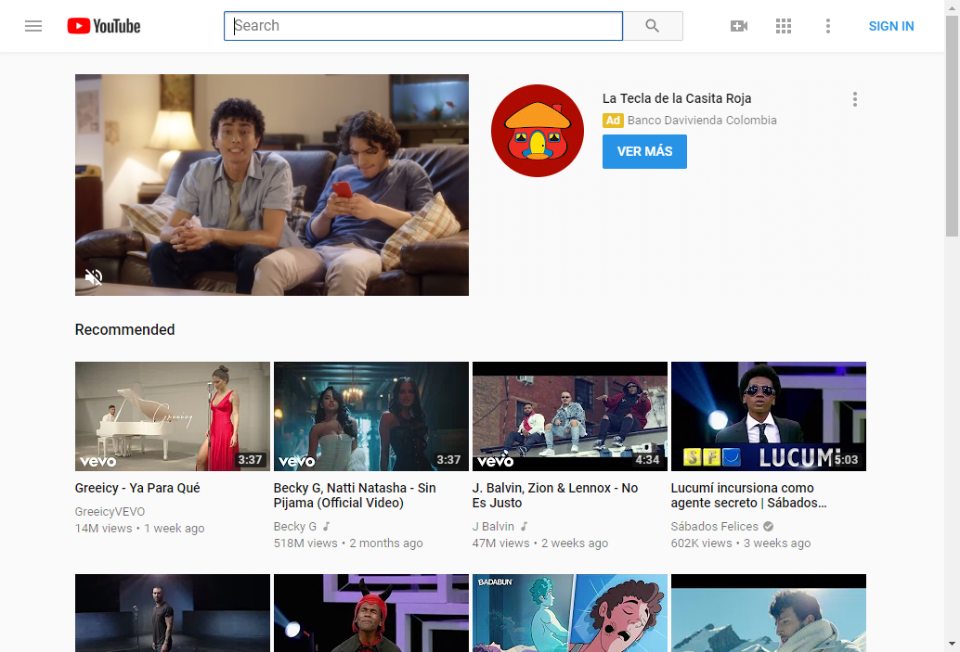 YouTube
Search
SIGN IN
La Tecla de la Casita Roja
Ad Banco Davivienda Colombia
VER MÁS
Recommended
Greeicy
vevo 3:37
vevo 3:37
vevo 4:34
SF LUCUMÍ 5:03
Greeicy - Ya Para Qué
GreeicyVEVO
14M views • 1 week ago
Becky G, Natti Natasha - Sin
Pijama (Official Video)
Becky G
518M views • 2 months ago
J. Balvin, Zion & Lennox - No
Es Justo
J Balvin
47M views • 2 weeks ago
Lucumí incursiona como
agente secreto | Sábados...
Sábados Felices
602K views • 3 weeks ago
BADABUN